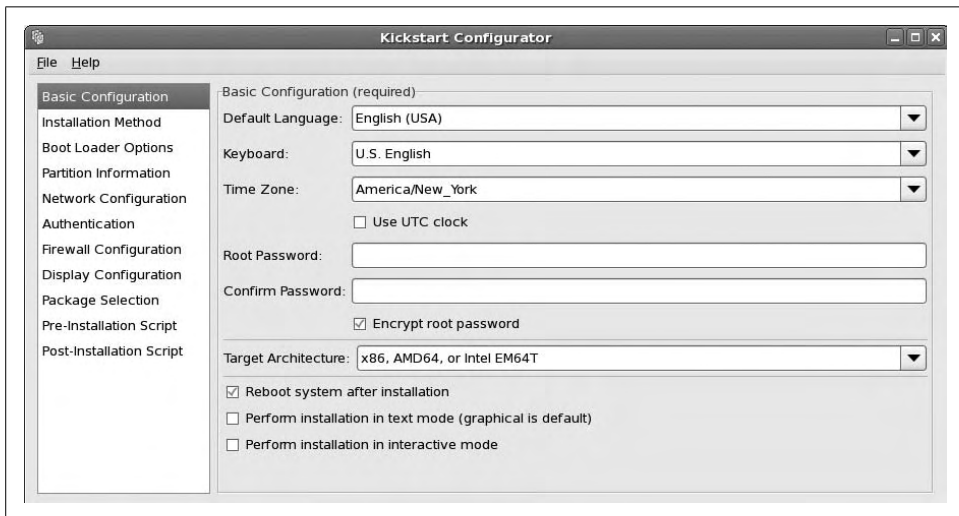 Kickstart Configurator
File Help
Basic Configuration
Installation Method
Boot Loader Options
Partition Information
Network Configuration
Authentication
Firewall Configuration
Display Configuration
Package Selection
Pre-Installation Script
Post-Installation Script
Basic Configuration (required)
Default Language: English (USA)
Keyboard: U.S. English
Time Zone: America/New_York
Use UTC clock
Root Password:
Confirm Password:
Encrypt root password
Target Architecture: x86, AMD64, or Intel EM64T
Reboot system after installation
Perform installation in text mode (graphical is default)
Perform installation in interactive mode